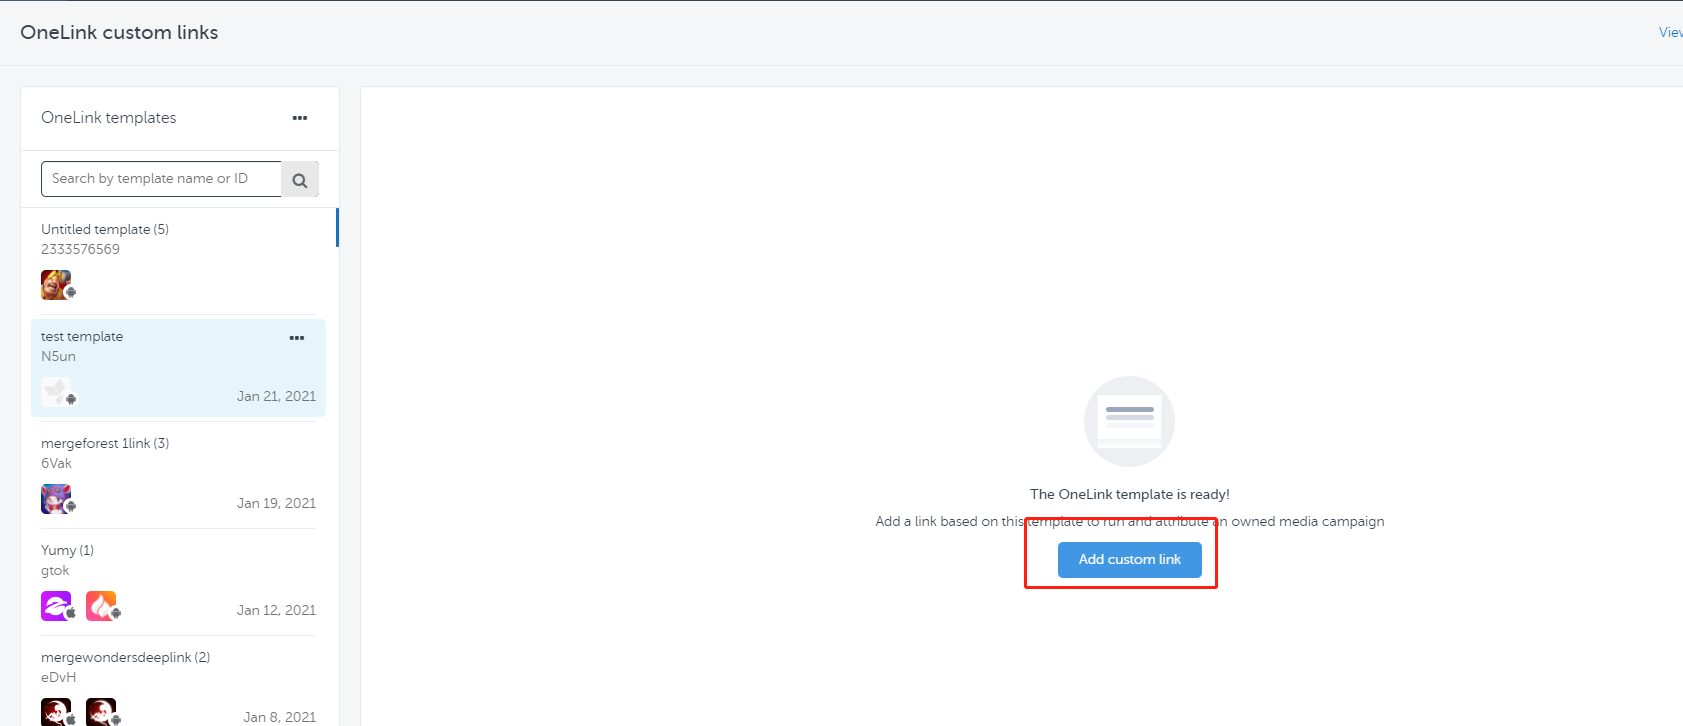 OneLink custom links
OneLink templates
•••
Search by template name or ID
Untitled template (5)
2333576569
test template
•••
N5un
Jan 21, 2021
mergeforest 1link (3)
6Vak
Jan 19, 2021
Yumy (1)
gtok
Jan 12, 2021
mergewondersdeeplink (2)
eDvH
Jan 8, 2021
The OneLink template is ready!
Add a link based on this template to run and attribute an owned media campaign
Add custom link